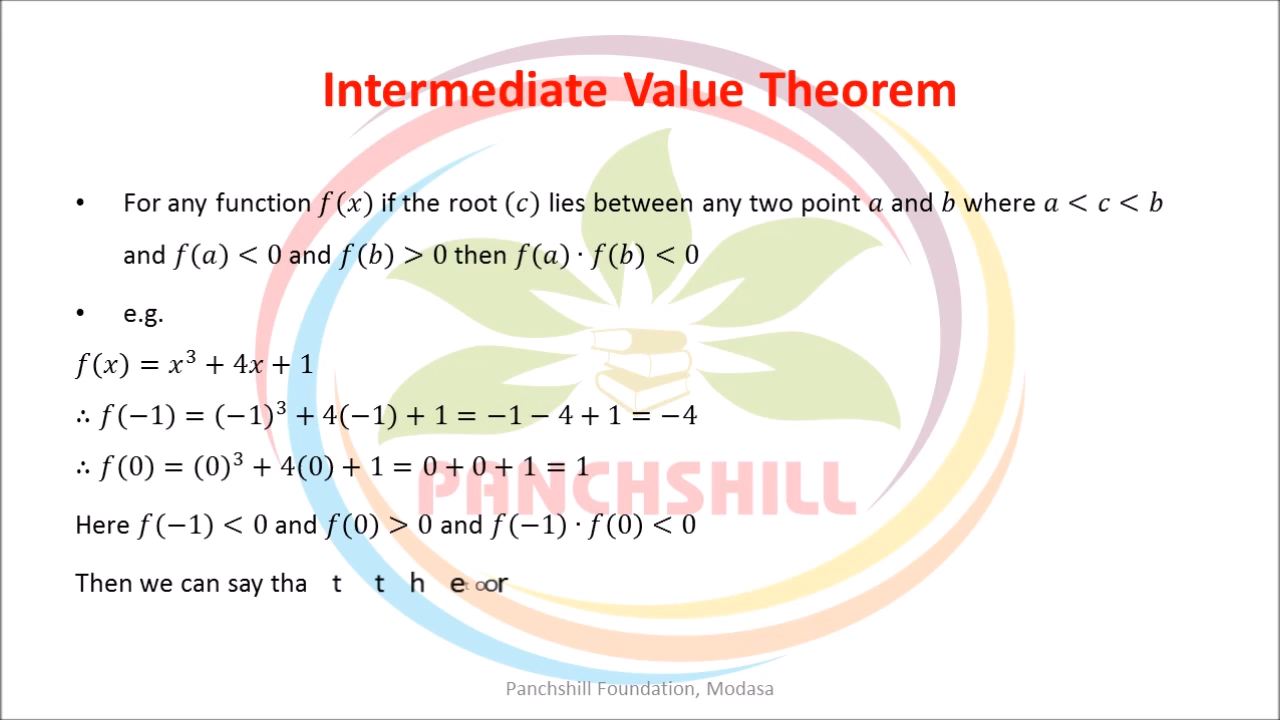 Intermediate Value Theorem
• For any function f(x) if the root (c) lies between any two point a and b where a < c < b
and f(a) < 0 and f(b) > 0 then f(a) · f(b) < 0
• e.g.
f(x) = x³ + 4x + 1
∴ f(−1) = (−1)³ + 4(−1) + 1 = −1 − 4 + 1 = −4
∴ f(0) = (0)³ + 4(0) + 1 = 0 + 0 + 1 = 1
PANCHSHILL
Here f(−1) < 0 and f(0) > 0 and f(−1) · f(0) < 0
Then we can say that the
Panchshill Foundation, Modasa